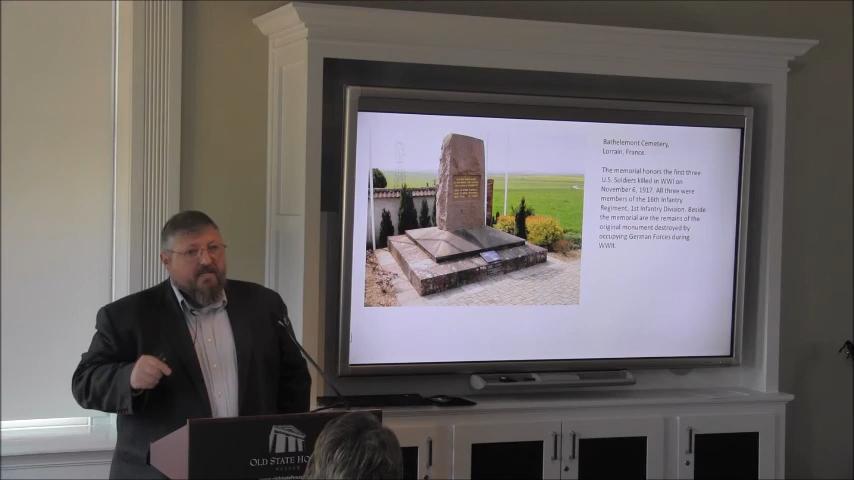 Bathelemont Cemetery,
Lorrain, France.
The memorial honors the first three
U.S. Soldiers killed in WWI on
November 6, 1917. All three were
members of the 16th Infantry
Regiment, 1st Infantry Division. Beside
the memorial are the remains of the
original monument destroyed by
occupying German Forces during
WWII.
OLD STATE HO
MUSEUM